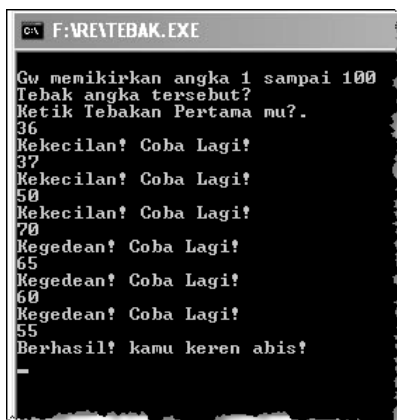 F:\RE\TEBAK.EXE
Gw memikirkan angka 1 sampai 100
Tebak angka tersebut?
Ketik Tebakan Pertama mu?.
36
Kekecilan! Coba Lagi!
37
Kekecilan! Coba Lagi!
50
Kekecilan! Coba Lagi!
70
Kegedean! Coba Lagi!
65
Kegedean! Coba Lagi!
60
Kegedean! Coba Lagi!
55
Berhasil! kamu keren abis!